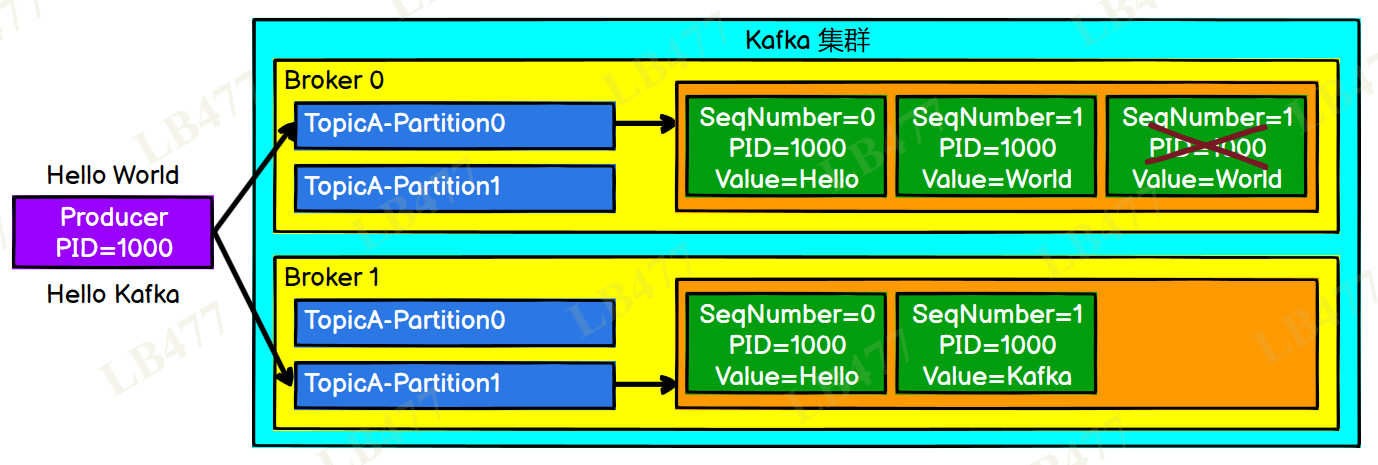 Kafka 集群
Broker 0
TopicA-Partition0
TopicA-Partition1
SeqNumber=0
PID=1000
Value=Hello
SeqNumber=1
PID=1000
Value=World
SeqNumber=1
PID=1000
Value=World
Hello World
Producer
PID=1000
Hello Kafka
Broker 1
TopicA-Partition0
TopicA-Partition1
SeqNumber=0
PID=1000
Value=Hello
SeqNumber=1
PID=1000
Value=Kafka
LB477